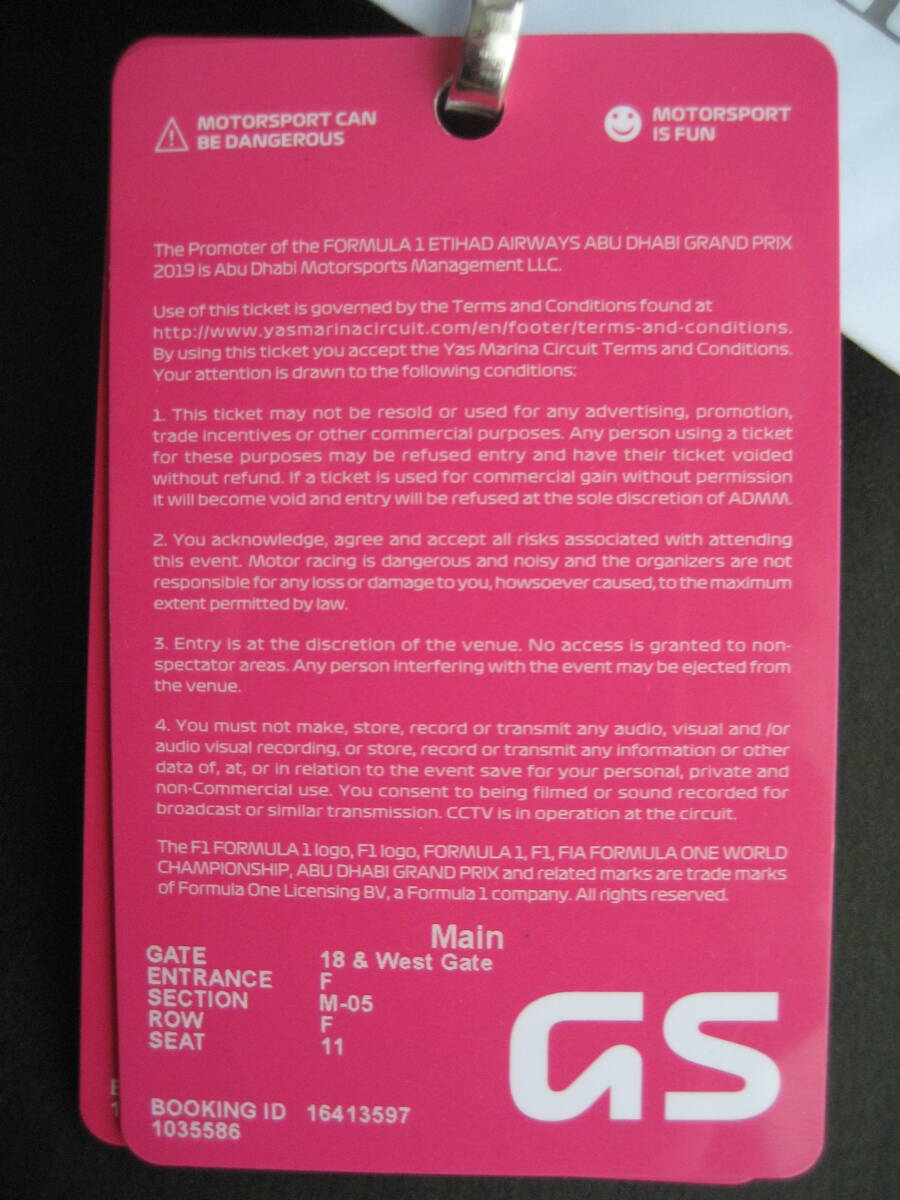 MOTORSPORT CAN
BE DANGEROUS
MOTORSPORT
IS FUN
The Promoter of the FORMULA 1 ETIHAD AIRWAYS ABU DHABI GRAND PRIX
2019 is Abu Dhabi Motorsports Management LLC.
Use of this ticket is governed by the Terms and Conditions found at
http://www.yasmarinacircuit.com/en/footer/terms-and-conditions.
By using this ticket you accept the Yas Marina Circuit Terms and Conditions.
Your attention is drawn to the following conditions:
1. This ticket may not be resold or used for any advertising, promotion,
trade incentives or other commercial purposes. Any person using a ticket
for these purposes may be refused entry and have their ticket voided
without refund. If a ticket is used for commercial gain without permission
it will become void and entry will be refused at the sole discretion of ADMM.
2. You acknowledge, agree and accept all risks associated with attending
this event. Motor racing is dangerous and noisy and the organizers are not
responsible for any loss or damage to you, howsoever caused, to the maximum
extent permitted by law.
3. Entry is at the discretion of the venue. No access is granted to non-
spectator areas. Any person interfering with the event may be ejected from
the venue.
4. You must not make, store, record or transmit any audio, visual and /or
audio visual recording, or store, record or transmit any information or other
data of, at, or in relation to the event save for your personal, private and
non-Commercial use. You consent to being filmed or sound recorded for
broadcast or similar transmission. CCTV is in operation at the circuit.
The F1 FORMULA 1 logo, F1 logo, FORMULA 1, F1, FIA FORMULA ONE WORLD
CHAMPIONSHIP, ABU DHABI GRAND PRIX and related marks are trade marks
of Formula One Licensing BV, a Formula 1 company. All rights reserved.
Main
GATE 18 & West Gate
ENTRANCE F
SECTION M-05
ROW F
SEAT 11
GS
BOOKING ID 16413597
1035586